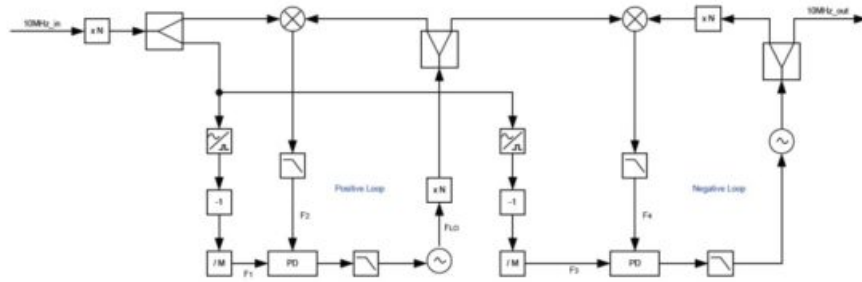 10MHz_in
x N
x N
10MHz_out
Positive Loop
Negative Loop
-1
x N
-1
F2
FLO
F4
/ M
F1
PD
/ M
F3
PD